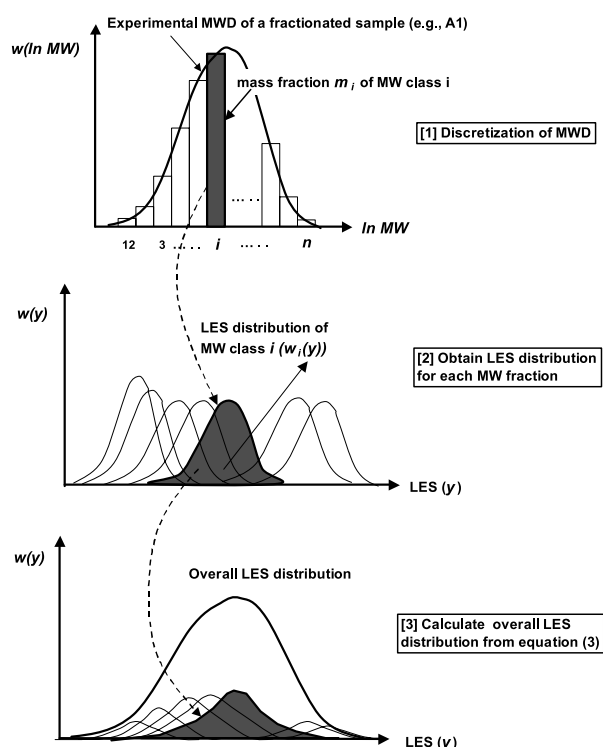 Experimental MWD of a fractionated sample (e.g., A1)
w(ln MW)
mass fraction m i of MW class i
[1] Discretization of MWD
..... ..
ln MW
12 3 ..... i ... .. n
w(y)
LES distribution of
MW class i (wi(y))
[2] Obtain LES distribution
for each MW fraction
LES (y)
w(y)
Overall LES distribution
[3] Calculate overall LES
distribution from equation (3)
LES (y)